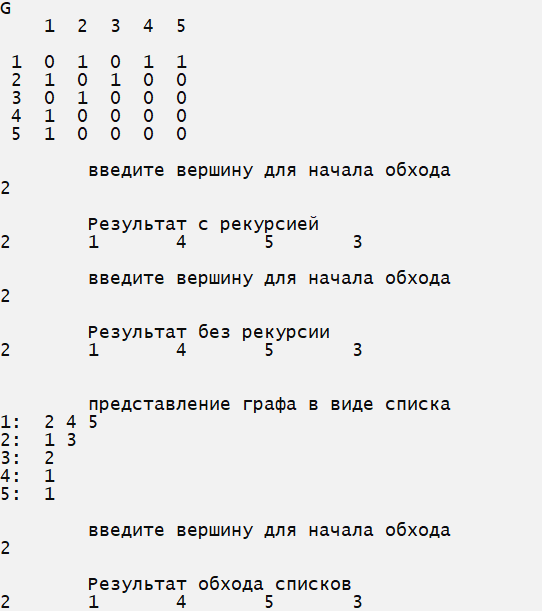 G
1 2 3 4 5
1 0 1 0 1 1
2 1 0 1 0 0
3 0 1 0 0 0
4 1 0 0 0 0
5 1 0 0 0 0
введите вершину для начала обхода
2
Результат с рекурсией
2 1 4 5 3
введите вершину для начала обхода
2
Результат без рекурсии
2 1 4 5 3
представление графа в виде списка
1: 2 4 5
2: 1 3
3: 2
4: 1
5: 1
введите вершину для начала обхода
2
Результат обхода списков
2 1 4 5 3